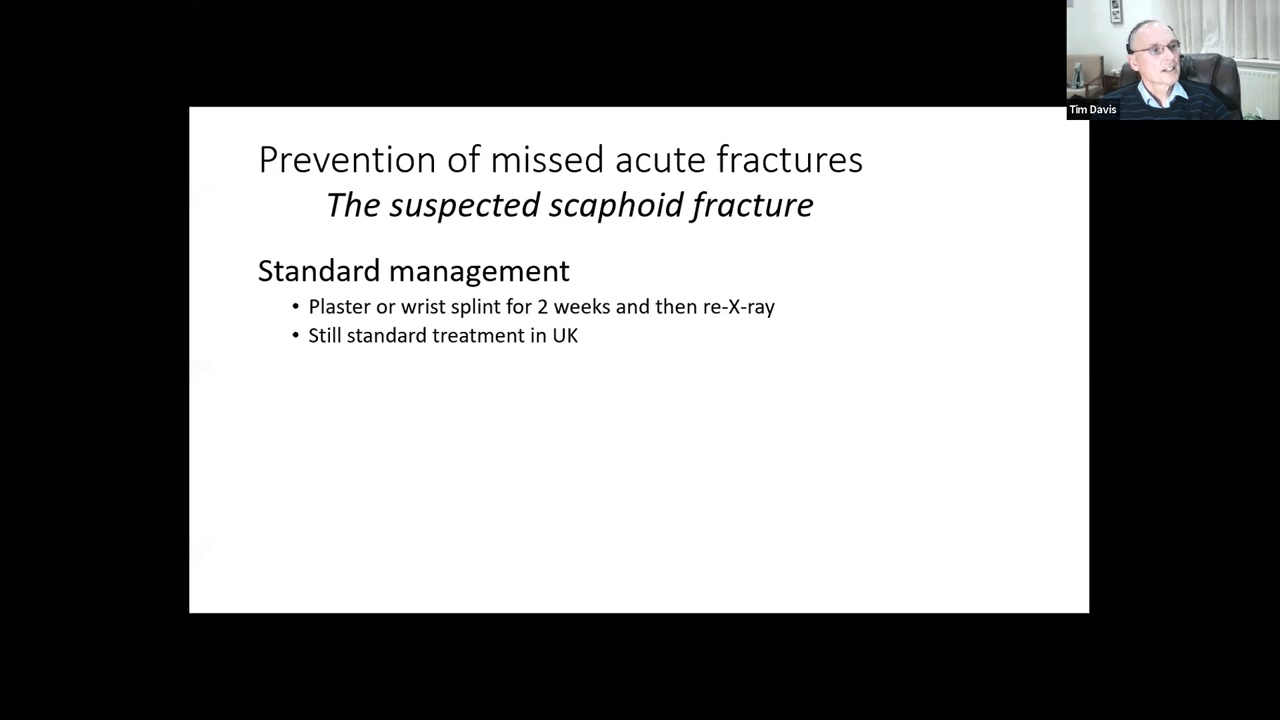 Tim Davis
Prevention of missed acute fractures
The suspected scaphoid fracture
Standard management
• Plaster or wrist splint for 2 weeks and then re-X-ray
• Still standard treatment in UK